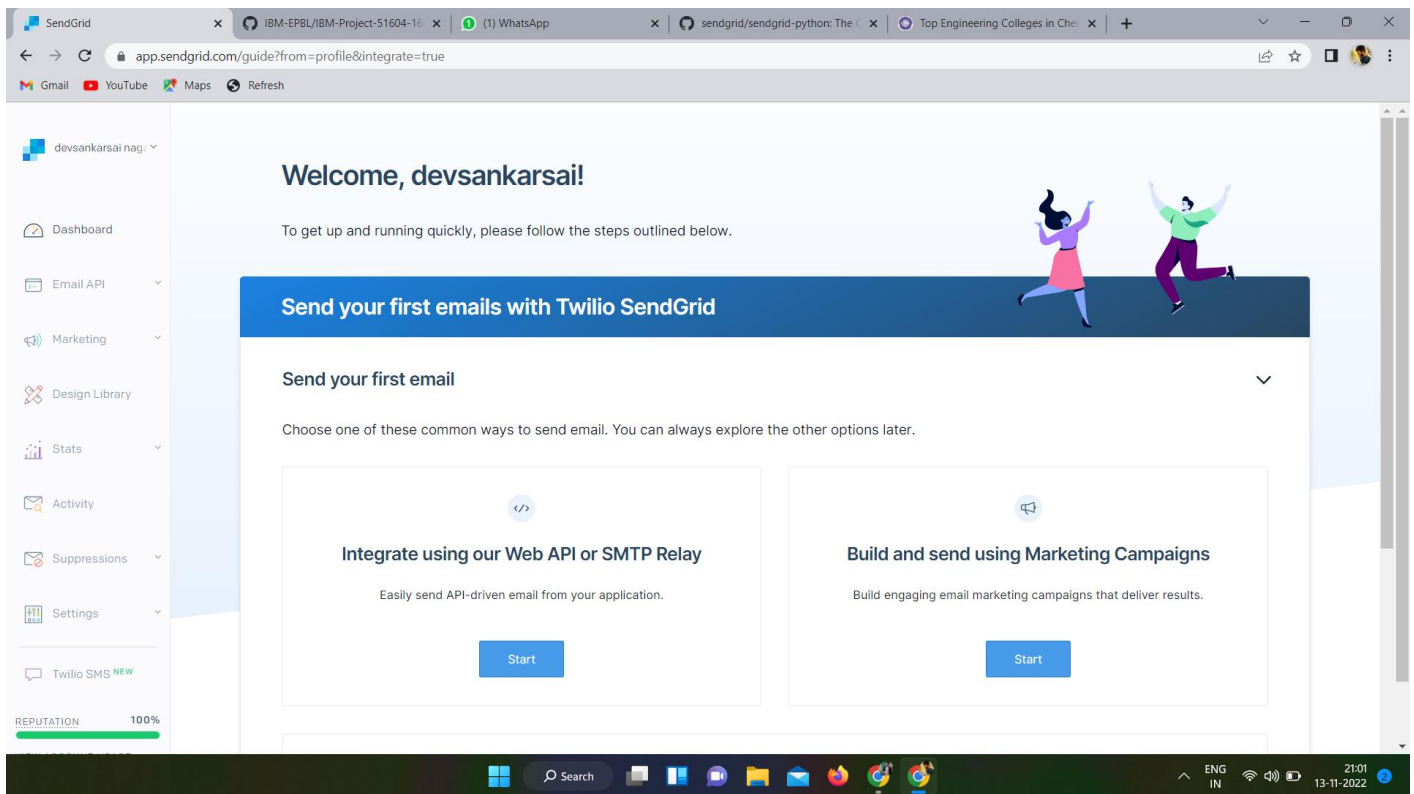 SendGrid
IBM-EPBL/IBM-Project-51604-16
(1) WhatsApp
sendgrid/sendgrid-python: The
Top Engineering Colleges in Che
app.sendgrid.com/guide?from=profile&integrate=true
Gmail
YouTube
Maps
Refresh
devsankarsai nag
Dashboard
Email API
Marketing
Design Library
Stats
Activity
Suppressions
Settings
Twilio SMS NEW
REPUTATION 100%
Welcome, devsankarsai!
To get up and running quickly, please follow the steps outlined below.
Send your first emails with Twilio SendGrid
Send your first email
Choose one of these common ways to send email. You can always explore the other options later.
Integrate using our Web API or SMTP Relay
Easily send API-driven email from your application.
Start
Build and send using Marketing Campaigns
Build engaging email marketing campaigns that deliver results.
Start
Search
ENG
IN
21:01
13-11-2022
2